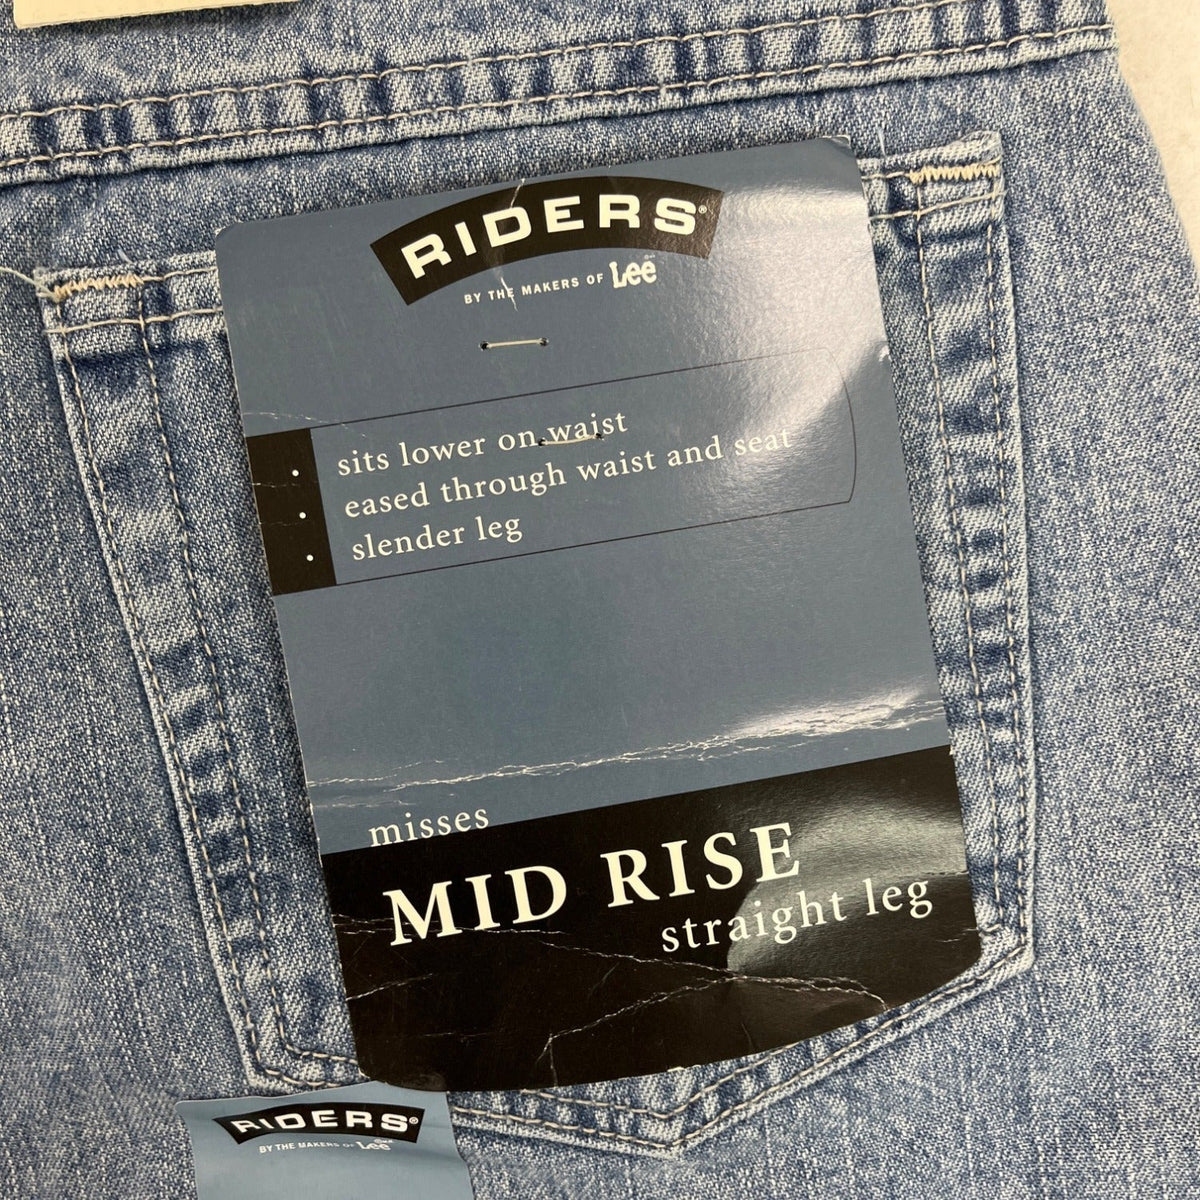 RIDERS®
BY THE MAKERS OF Lee
sits lower on waist
eased through waist and seat
slender leg
misses
MID RISE
straight leg
RIDERS®
BY THE MAKERS OF Lee